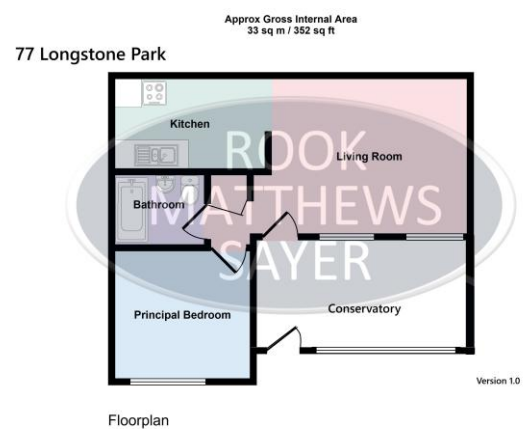 Approx Gross Internal Area
33 sq m / 352 sq ft
77 Longstone Park
Kitchen
ROOK
Living Room
Bathroom
MATTHEWS
SAYER
Principal Bedroom
Conservatory
Version 1.0
Floorplan